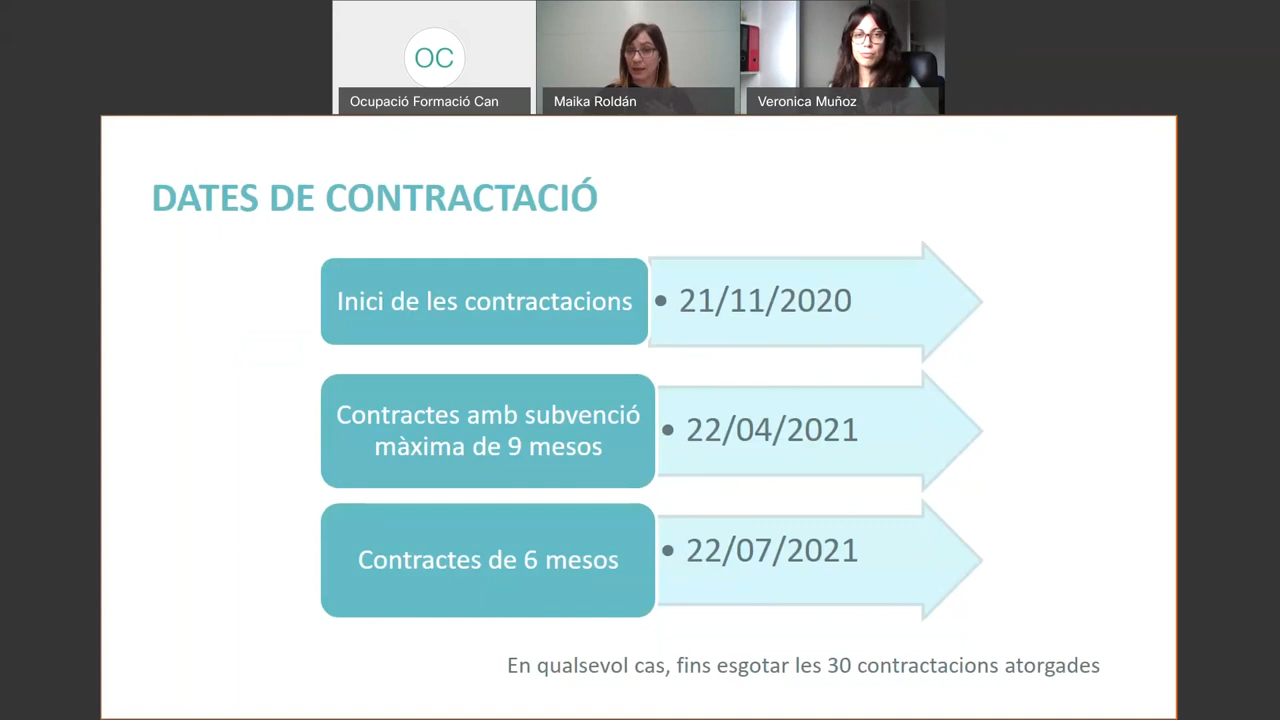 OC
Ocupació Formació Can
Maika Roldán
Veronica Muñoz
DATES DE CONTRACTACIÓ
Inici de les contractacions
• 21/11/2020
Contractes amb subvenció
màxima de 9 mesos
• 22/04/2021
Contractes de 6 mesos
• 22/07/2021
En qualsevol cas, fins esgotar les 30 contractacions atorgades